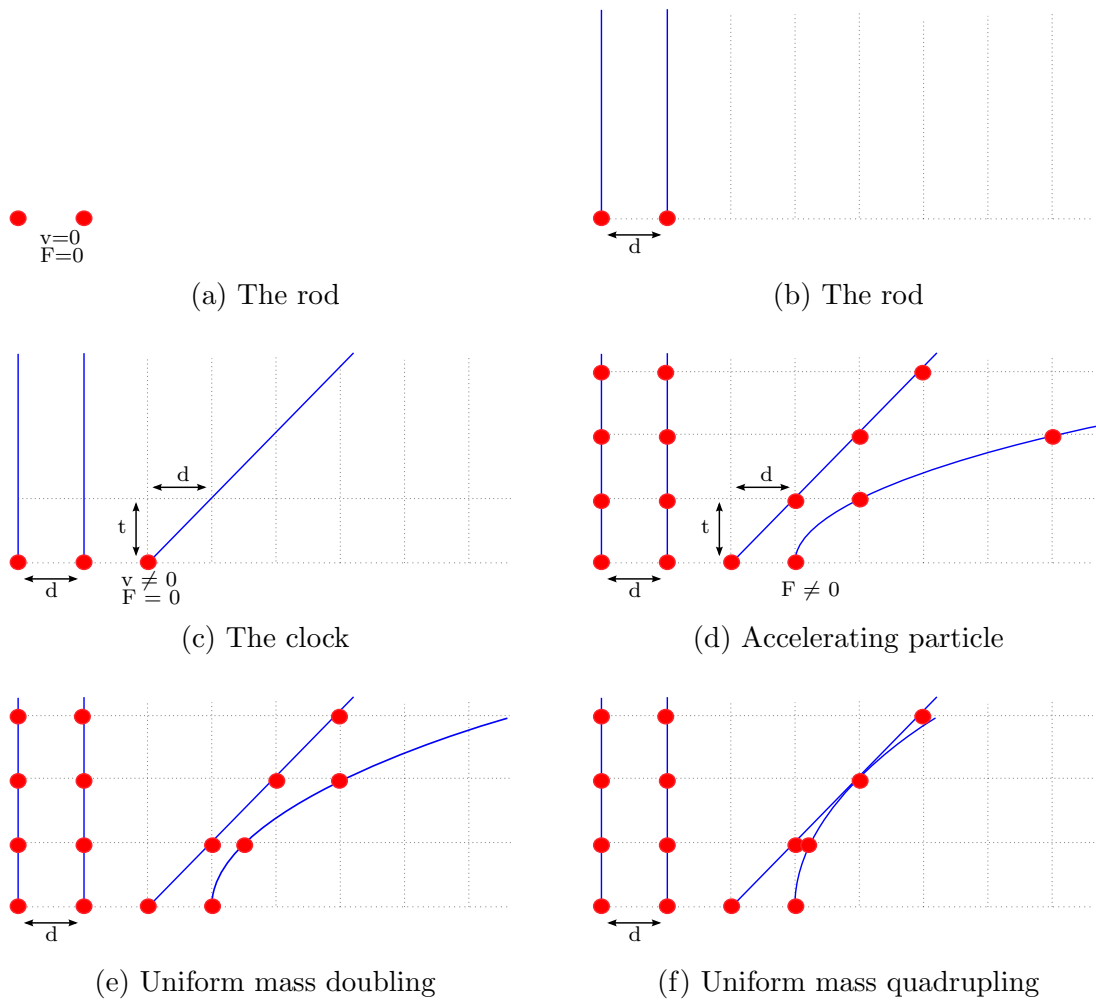 v=0
F=0
d
(a) The rod
(b) The rod
d
t
d
v ≠ 0
F = 0
d
t
d
F ≠ 0
(c) The clock
(d) Accelerating particle
d
d
(e) Uniform mass doubling
(f) Uniform mass quadrupling